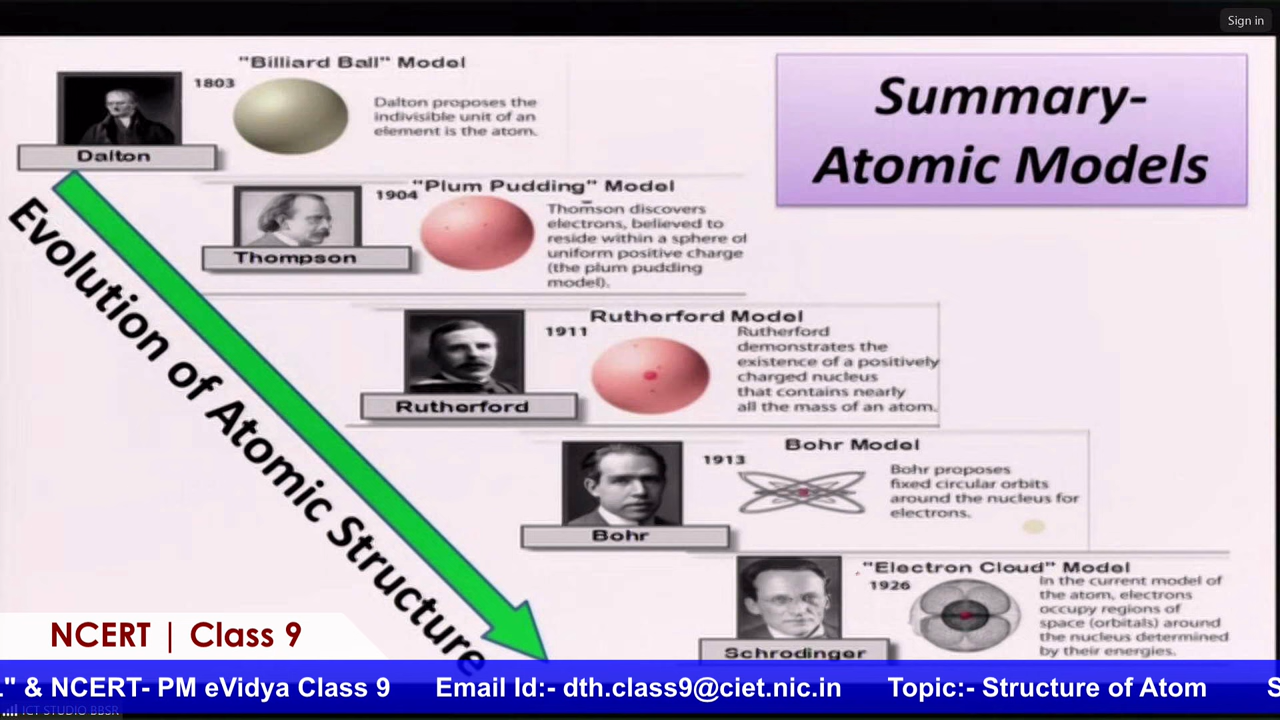 Sign in
"Billiard Ball" Model
1803
Dalton proposes the
indivisible unit of an
element is the atom.
Dalton
Summary-
Atomic Models
"Plum Pudding" Model
1904
Thomson discovers
electrons, believed to
reside within a sphere of
uniform positive charge
(the plum pudding
model).
Thompson
Rutherford Model
1911
Rutherford
demonstrates the
existence of a positively
charged nucleus
that contains nearly
all the mass of an atom.
Rutherford
Bohr Model
1913
Bohr proposes
fixed circular orbits
around the nucleus for
electrons.
Bohr
"Electron Cloud" Model
1926
In the current model of
the atom, electrons
occupy regions of
space (orbitals) around
the nucleus determined
by their energies.
Schrodinger
Evolution of Atomic Structure
NCERT | Class 9
." & NCERT- PM eVidya Class 9 Email Id:- dth.class9@ciet.nic.in Topic:- Structure of Atom S
ICT STUDIO BBSR